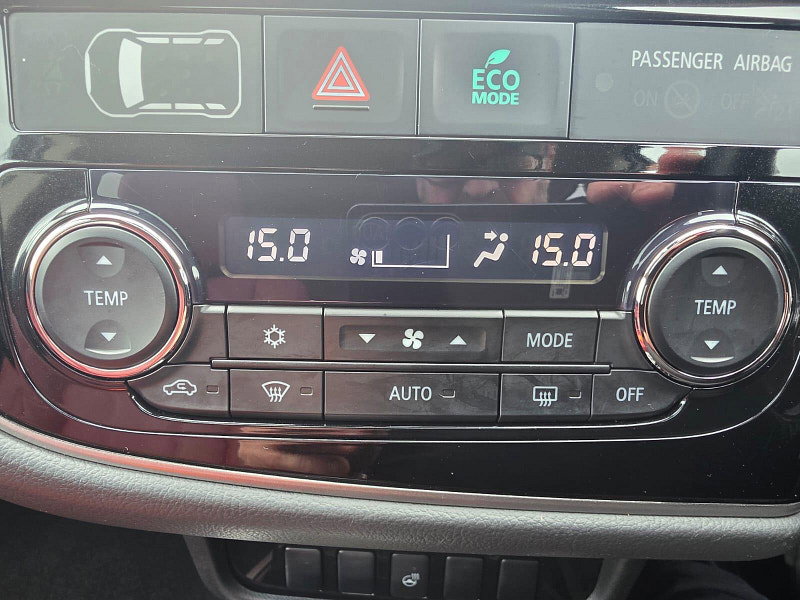 ECO
MODE
PASSENGER AIRBAG
ON OFF
15.0 15.0
TEMP
TEMP
MODE
AUTO
OFF